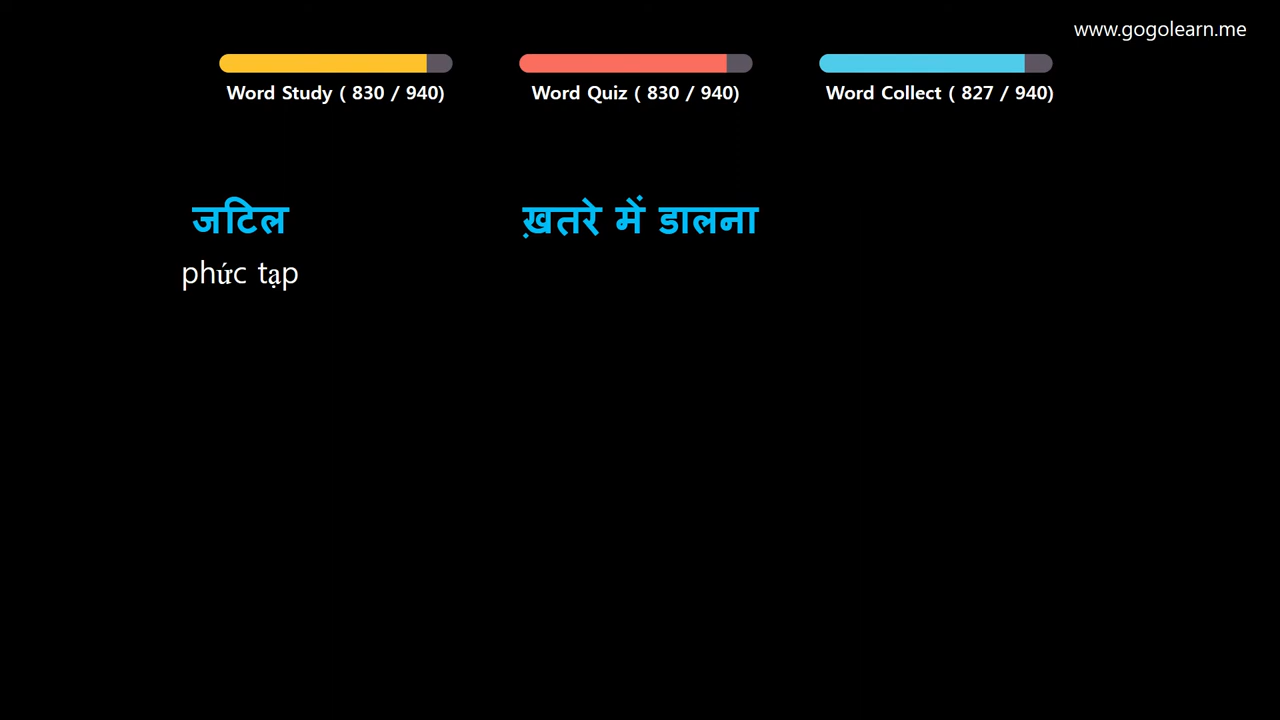 www.gogolearn.me
Word Study ( 830 / 940)
Word Quiz ( 830 / 940)
Word Collect ( 827 / 940)
जटिल
phức tạp
ख़तरे में डालना